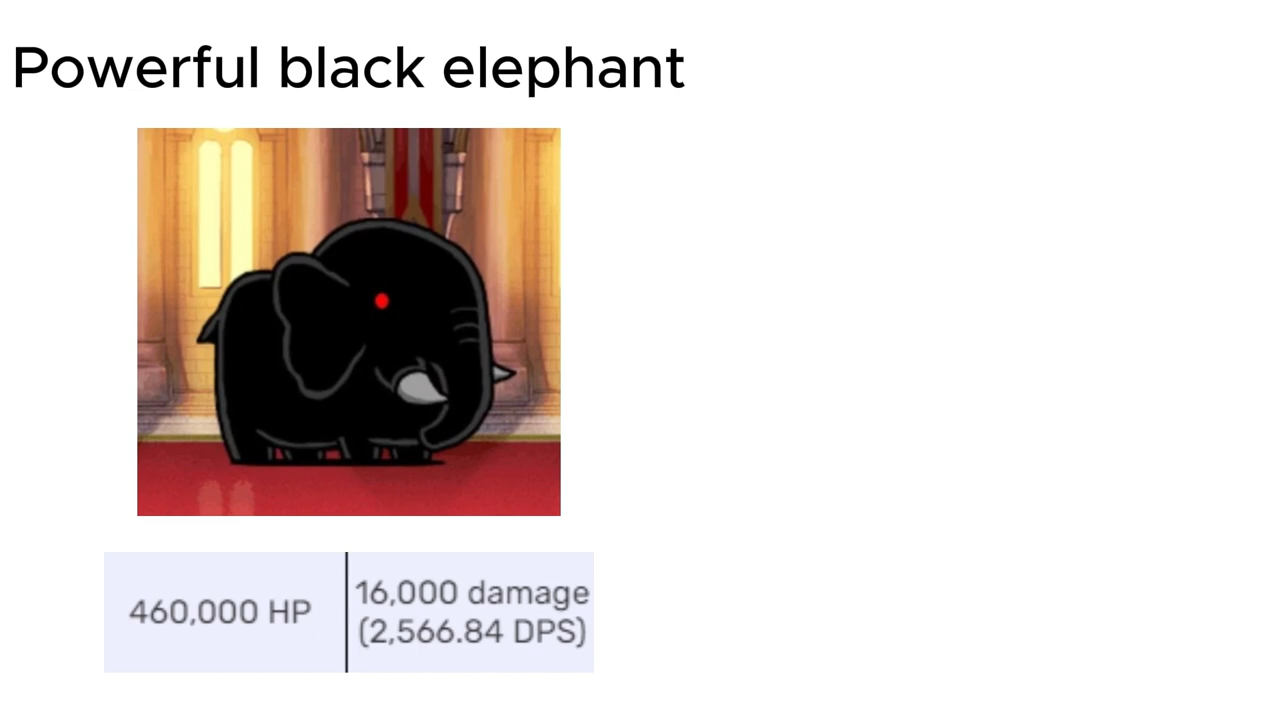 Powerful black elephant
460,000 HP
16,000 damage
(2,566.84 DPS)